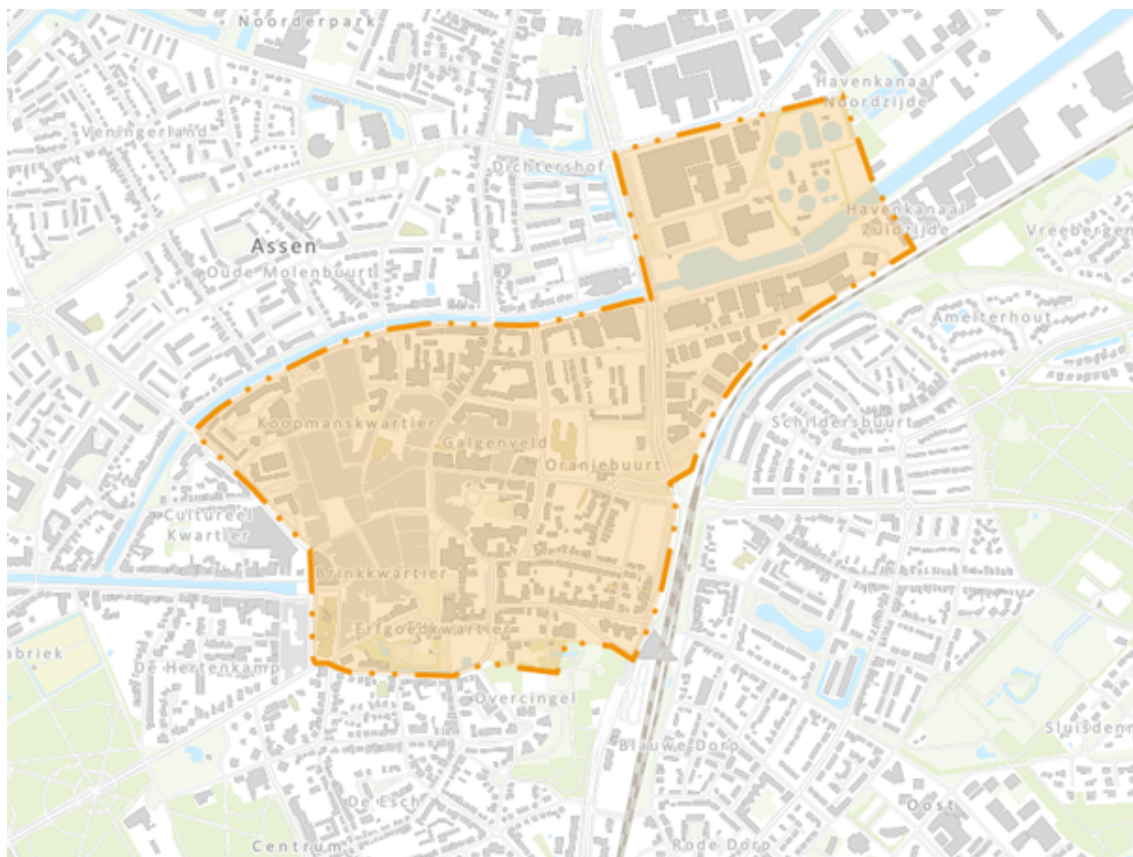 Noorderpark
Havenkanaal
Noordzijde
Veningerland
Dichtershof
Havenkanaal
Zuidzijde
Vreebergen
Assen
Oude Molenbuurt
Amelterhout
Koopmanskwartier
Schildersbuurt
Galgenveld
Oranjebuurt
Cultureel
Kwartier
Brinkkwartier
Erfgoedkwartier
abriek
De Hertenkamp
Overcingel
Sluisdenn
Blauwe Dorp
De Esch
Oost
Centrum
Rode Dorp